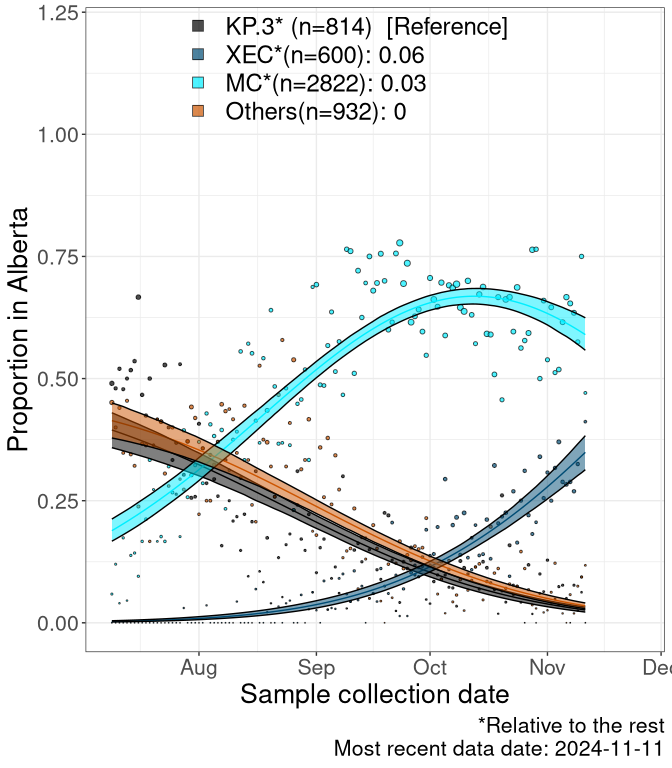 KP.3* (n=814)  [Reference]
XEC*(n=600): 0.06
MC*(n=2822): 0.03
Others(n=932): 0
1.25
1.00
0.75
0.50
0.25
0.00
Proportion in Alberta
Aug Sep Oct Nov Dec
Sample collection date
*Relative to the rest
Most recent data date: 2024-11-11